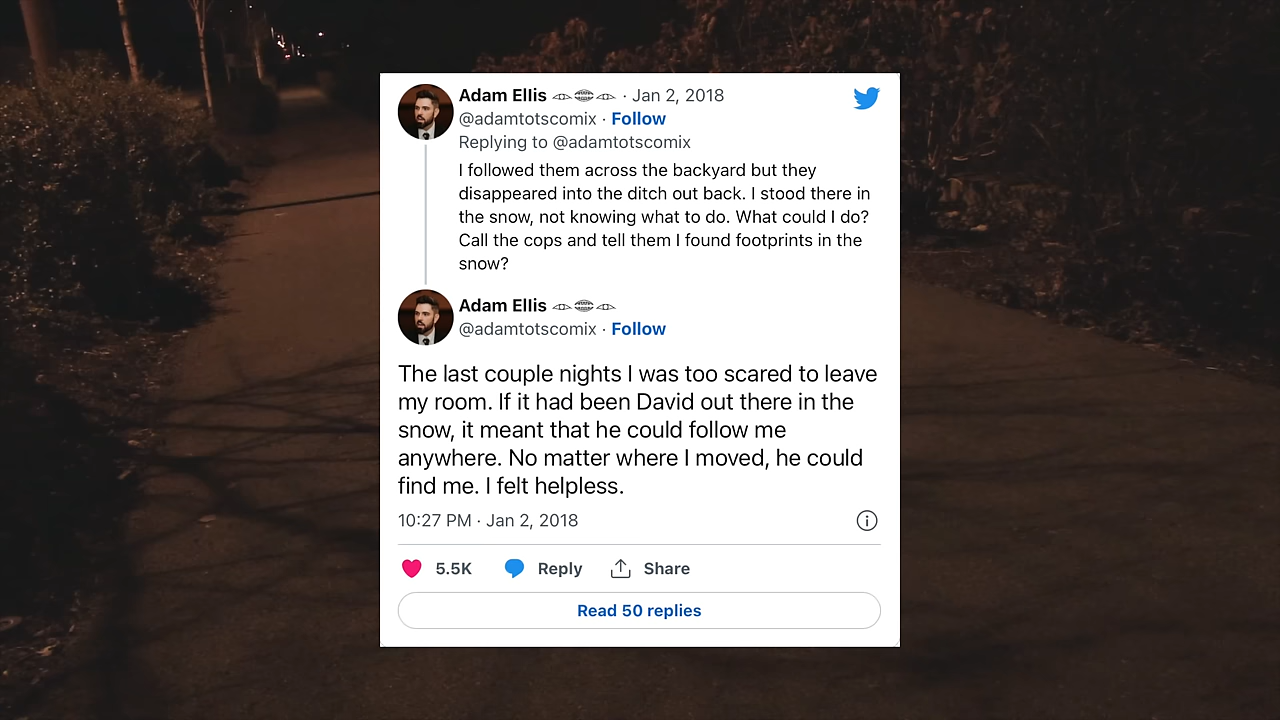 Adam Ellis · Jan 2, 2018
@adamtotscomix · Follow
Replying to @adamtotscomix
I followed them across the backyard but they
disappeared into the ditch out back. I stood there in
the snow, not knowing what to do. What could I do?
Call the cops and tell them I found footprints in the
snow?
Adam Ellis
@adamtotscomix · Follow
The last couple nights I was too scared to leave
my room. If it had been David out there in the
snow, it meant that he could follow me
anywhere. No matter where I moved, he could
find me. I felt helpless.
10:27 PM · Jan 2, 2018
5.5K Reply Share
Read 50 replies